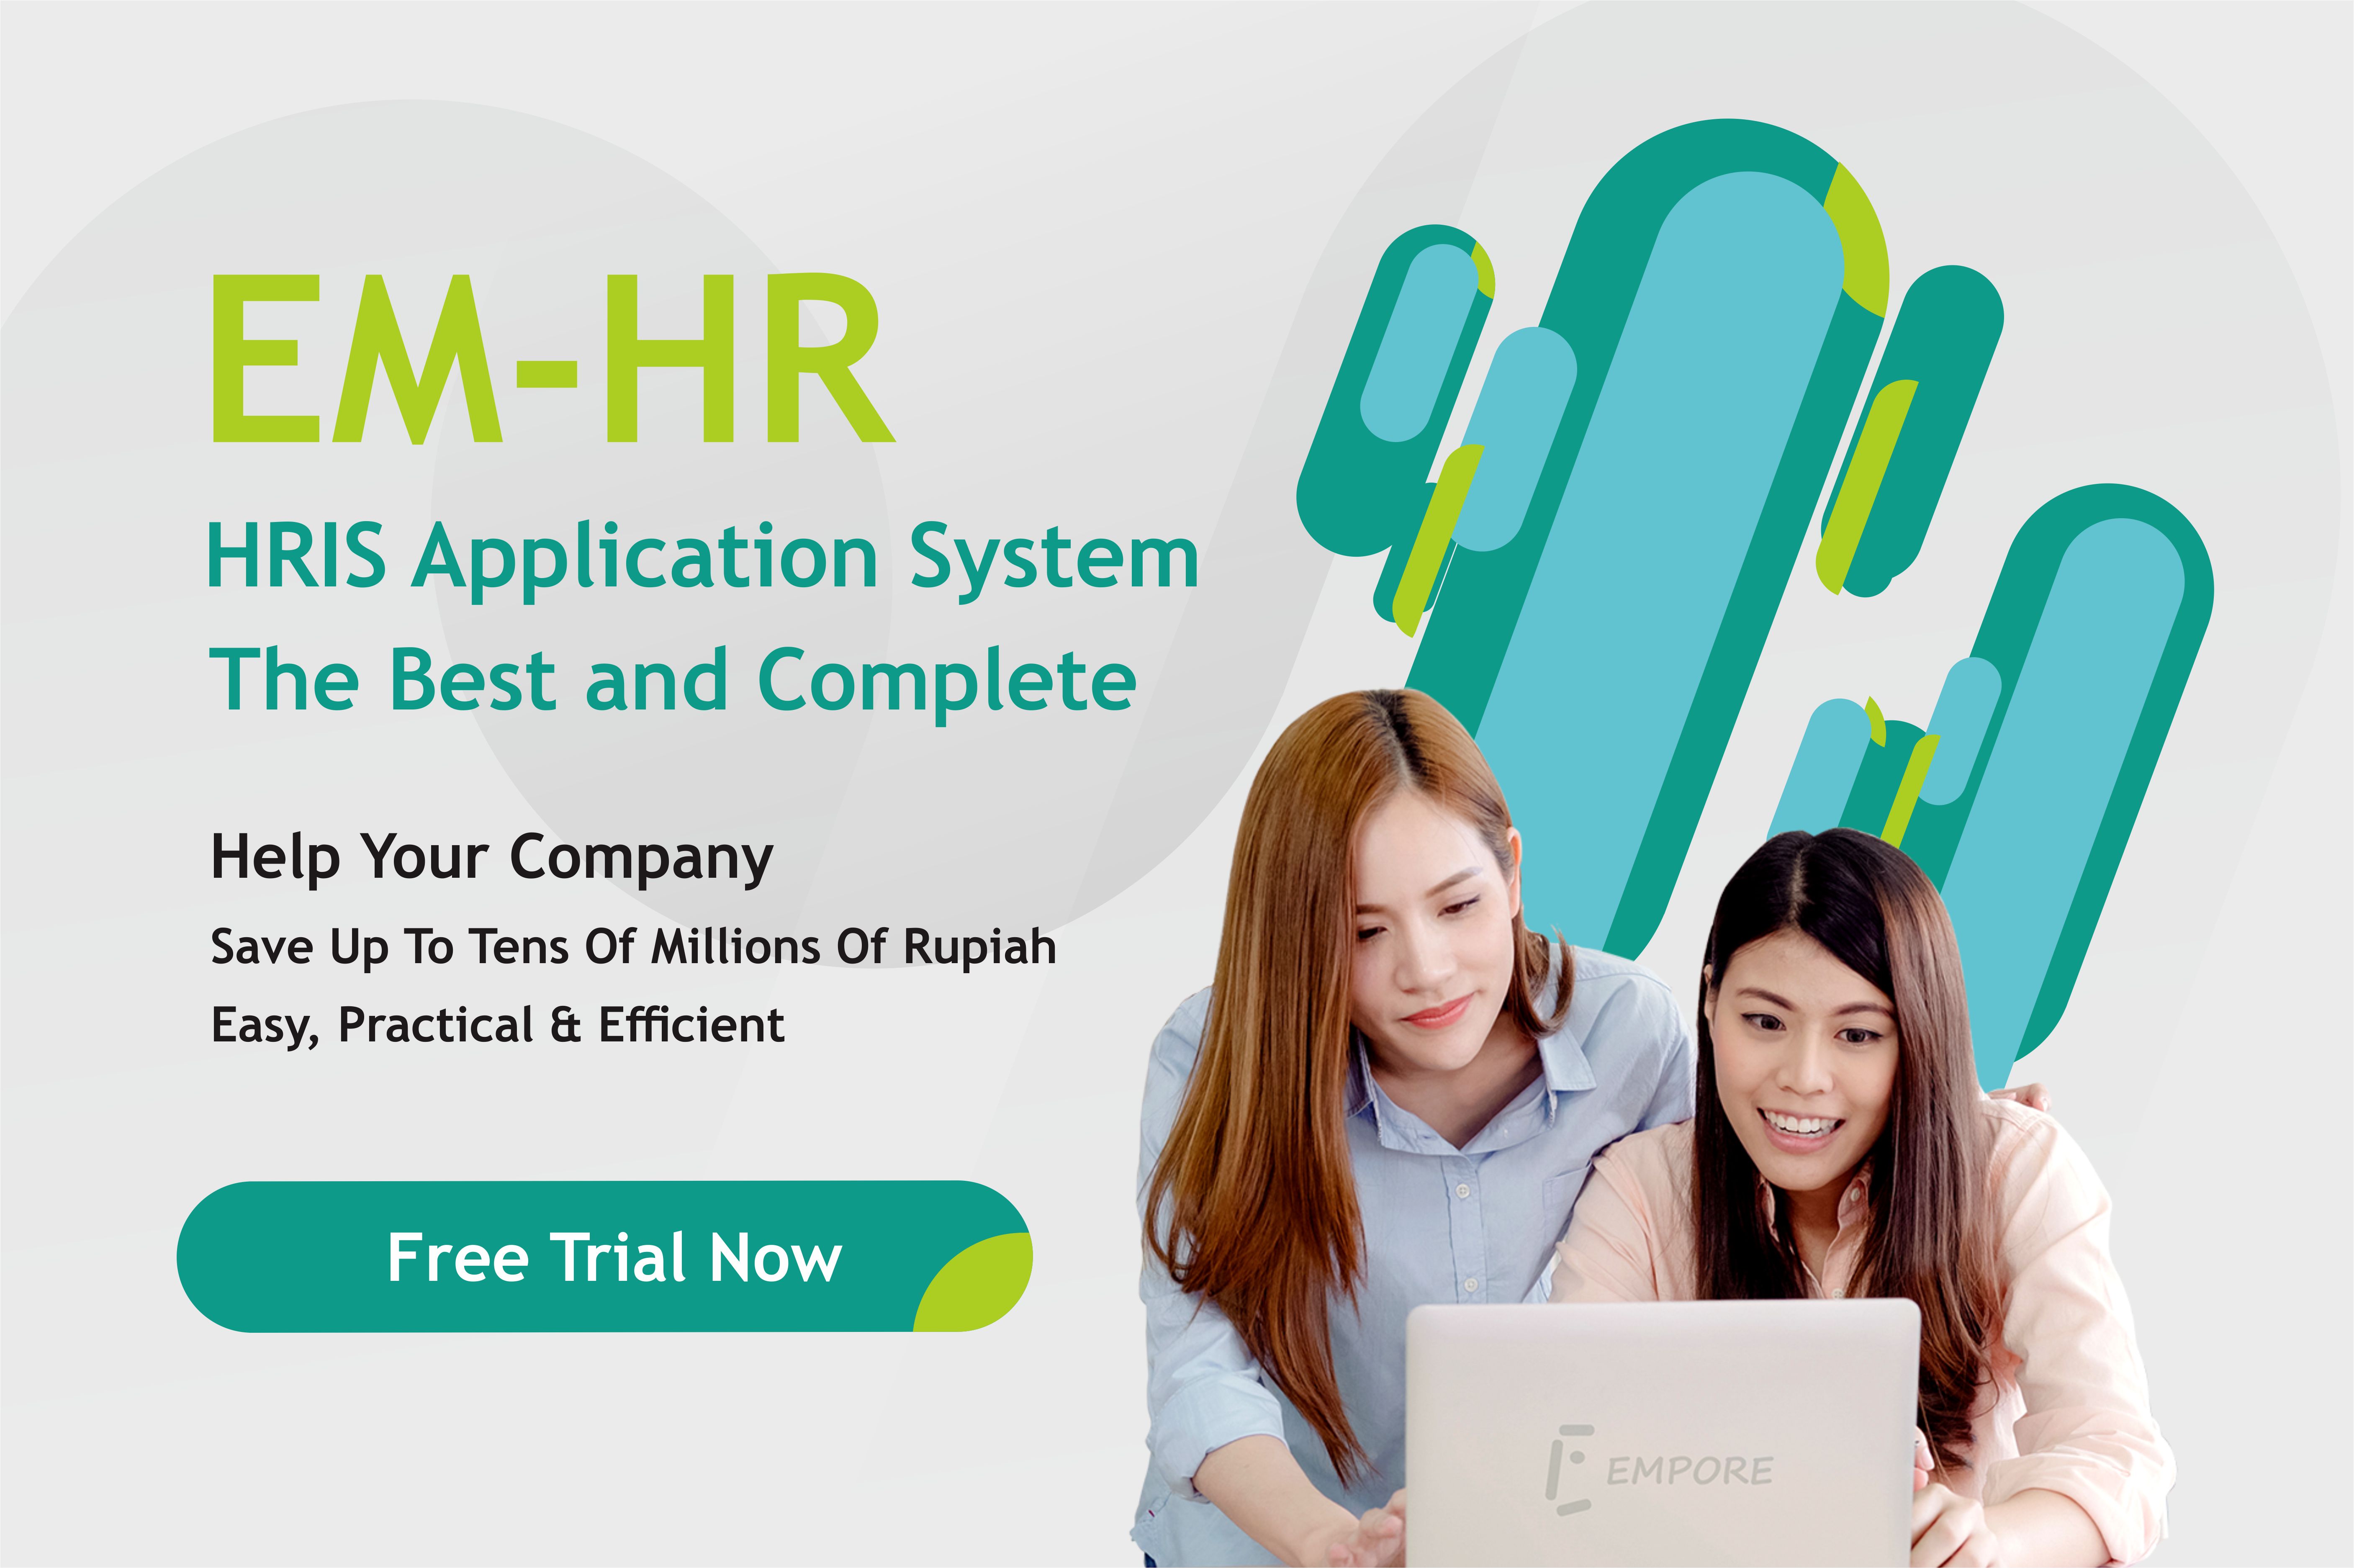 EM-HR
HRIS Application System
The Best and Complete
Help Your Company
Save Up To Tens Of Millions Of Rupiah
Easy, Practical & Efficient
Free Trial Now
EMPORE